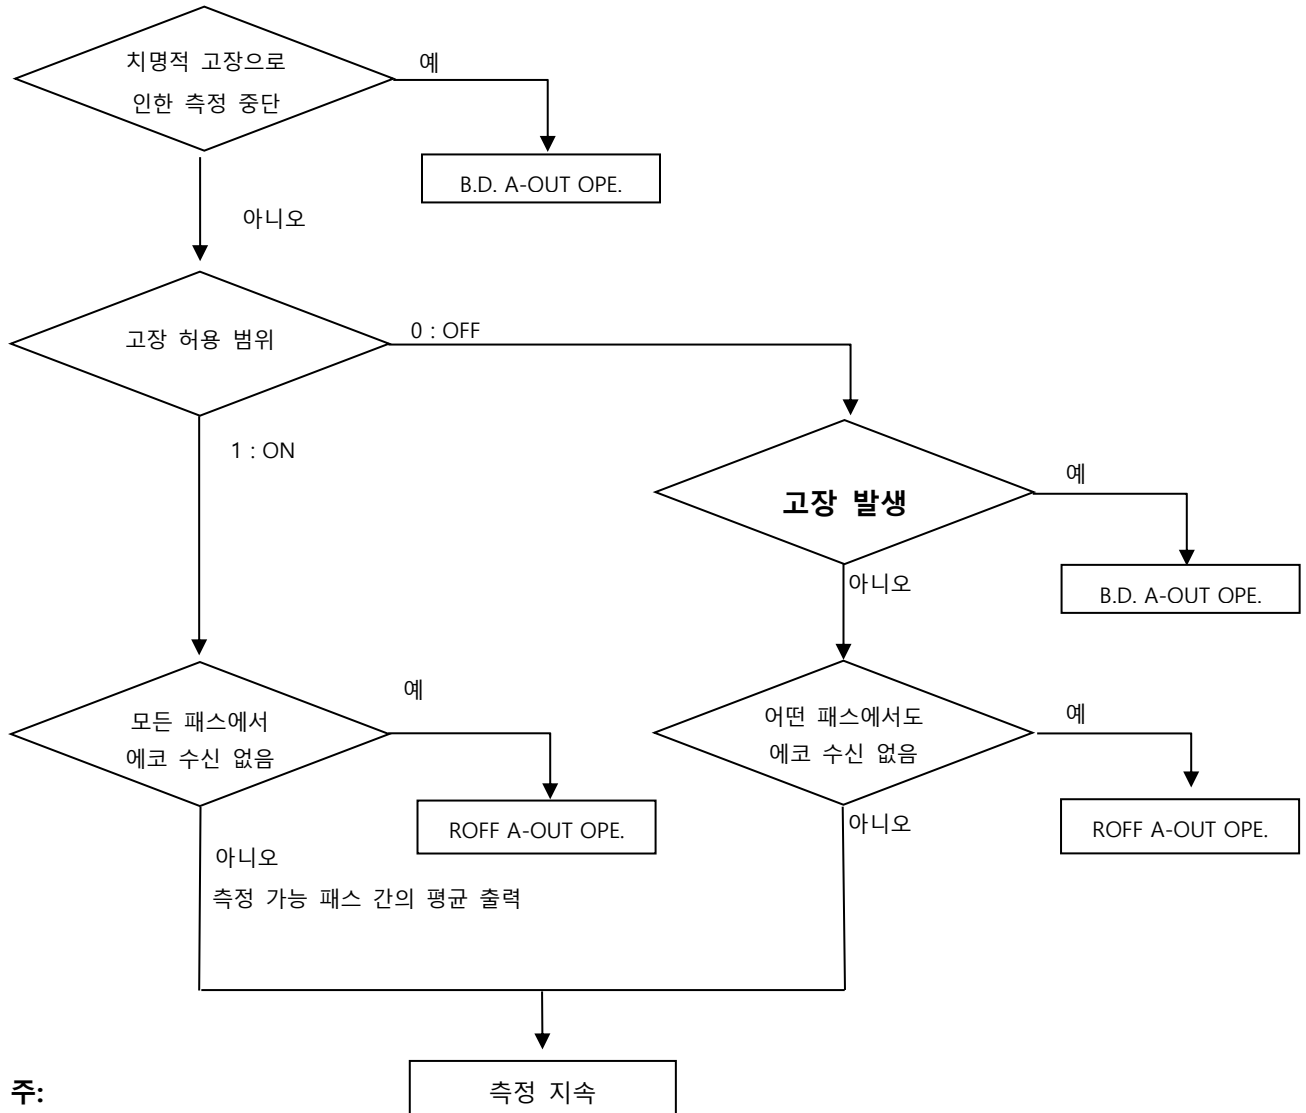 치명적 고장으로
인한 측정 중단
예
B.D. A-OUT OPE.
아니오
고장 허용 범위
0 : OFF
1 : ON
고장 발생
예
B.D. A-OUT OPE.
아니오
모든 패스에서
에코 수신 없음
예
ROFF A-OUT OPE.
어떤 패스에서도
에코 수신 없음
예
ROFF A-OUT OPE.
아니오
아니오
측정 가능 패스 간의 평균 출력
측정 지속
주: